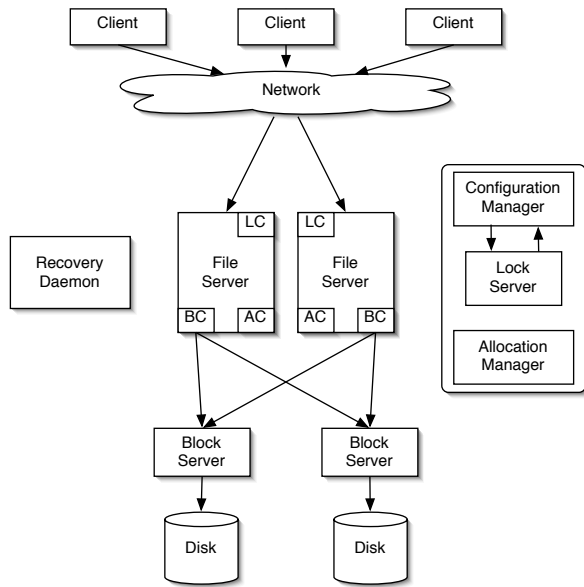 Client
Client
Client
Network
LC
File
Server
BC
AC
LC
File
Server
AC
BC
Recovery
Daemon
Configuration
Manager
Lock
Server
Allocation
Manager
Block
Server
Block
Server
Disk
Disk